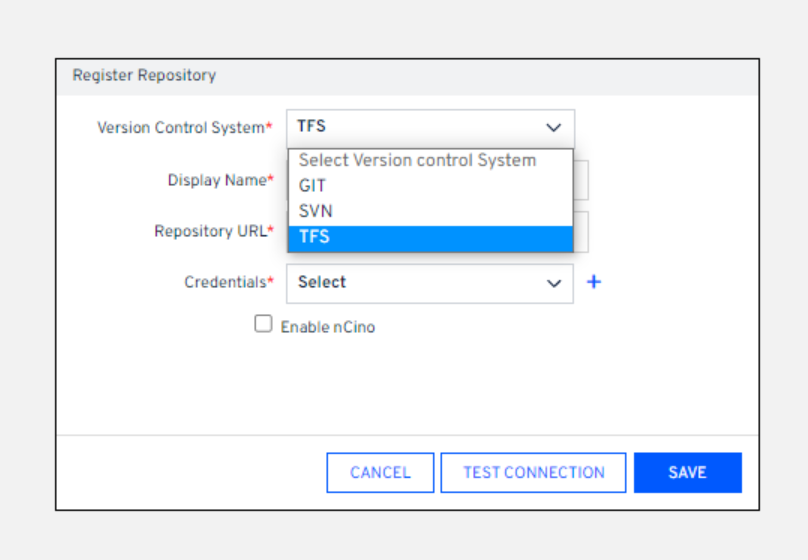 Register Repository
Version Control System* TFS
Select Version control System
Display Name*
GIT
SVN
Repository URL*
TFS
Credentials* Select +
Enable nCino
CANCEL TEST CONNECTION SAVE